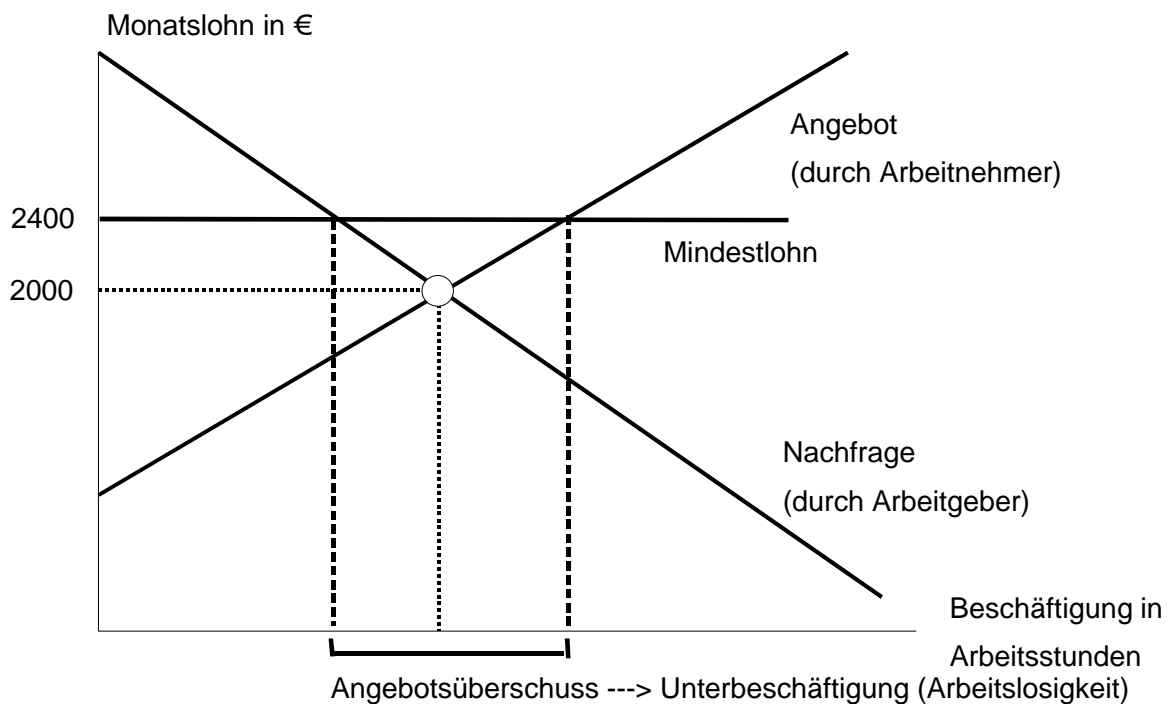 Monatslohn in €
Angebot
(durch Arbeitnehmer)
2400
Mindestlohn
2000
Nachfrage
(durch Arbeitgeber)
Beschäftigung in
Arbeitsstunden
Angebotsüberschuss ---> Unterbeschäftigung (Arbeitslosigkeit)